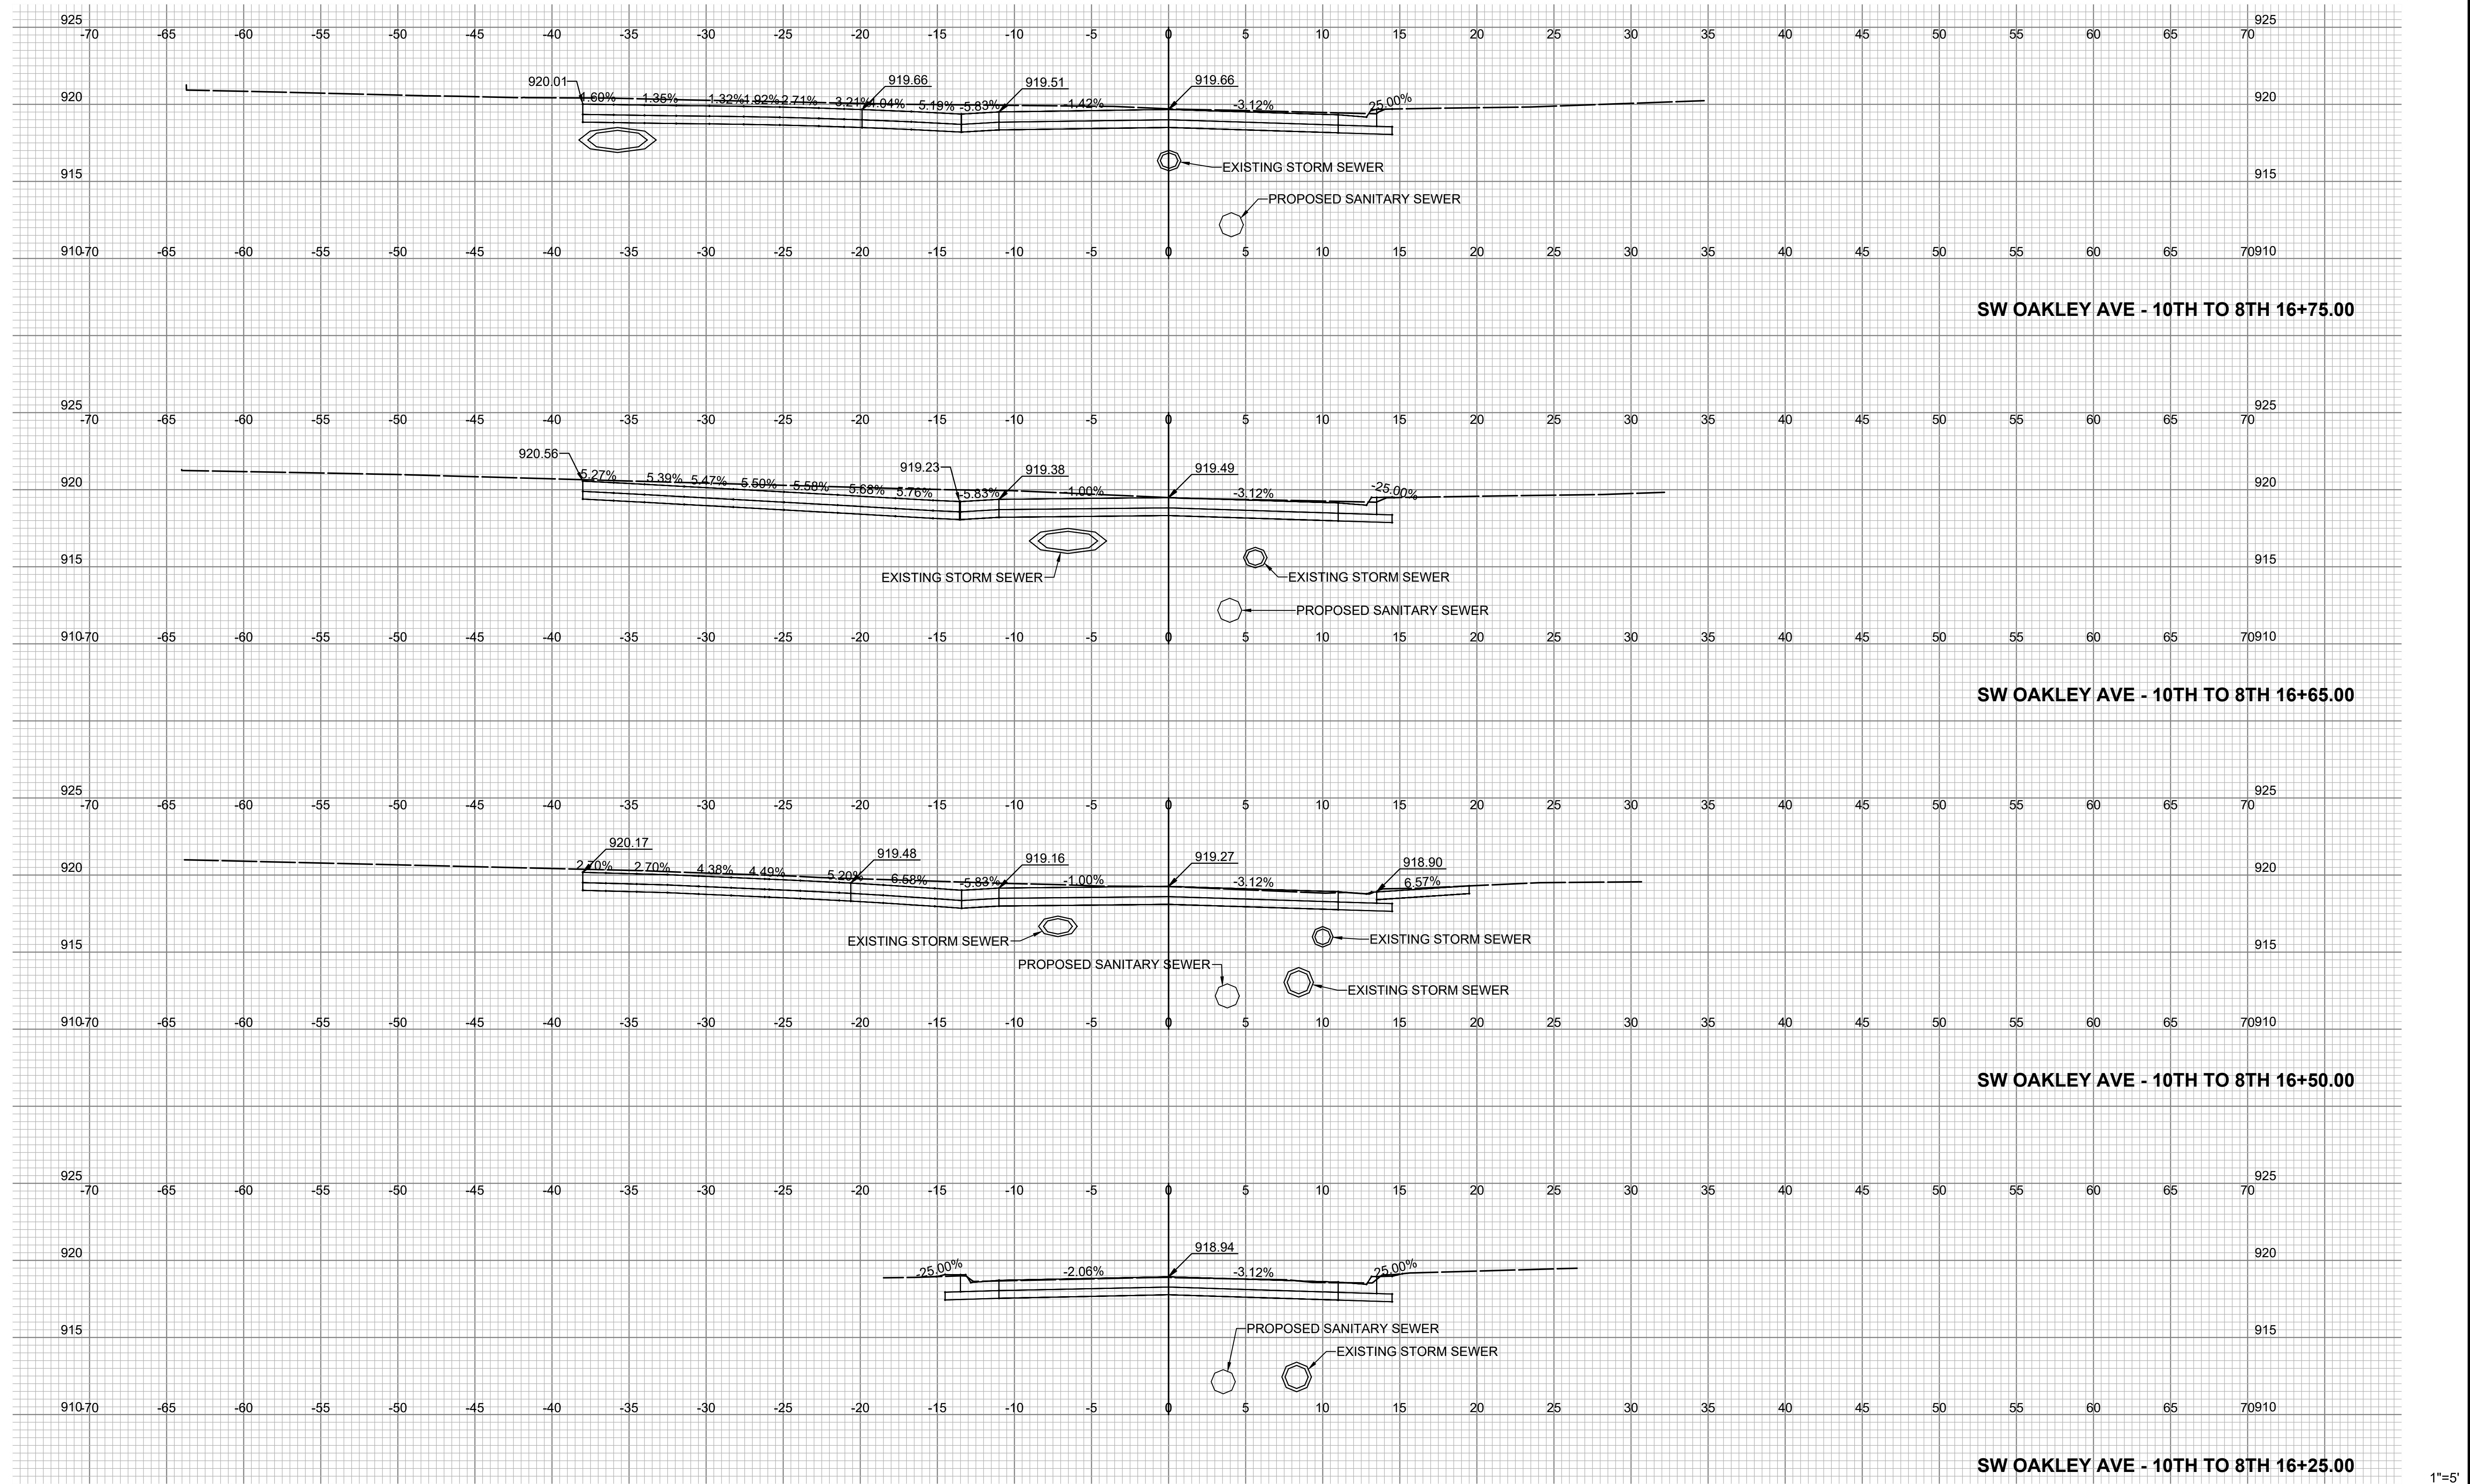 925 925
-70 -65 -60 -55 -50 -45 -40 -35 -30 -25 -20 -15 -10 -5 0 5 10 15 20 25 30 35 40 45 50 55 60 65 70
920.01 919.66 919.51 919.66
920 -1.60% 1.35% 1.32% 1.92% 2.71% 3.21% 4.04% 5.19% -5.83% -1.42% -3.12% 25.00% 920
EXISTING STORM SEWER
915 915
PROPOSED SANITARY SEWER
910 -70 -65 -60 -55 -50 -45 -40 -35 -30 -25 -20 -15 -10 -5 0 5 10 15 20 25 30 35 40 45 50 55 60 65 70 910
SW OAKLEY AVE - 10TH TO 8TH 16+75.00
925 925
-70 -65 -60 -55 -50 -45 -40 -35 -30 -25 -20 -15 -10 -5 0 5 10 15 20 25 30 35 40 45 50 55 60 65 70
920.56 919.23 919.38 919.49
920 5.27% 5.39% 5.47% 5.50% 5.58% 5.68% 5.76% -5.83% -1.00% -3.12% -25.00% 920
915 915
EXISTING STORM SEWER EXISTING STORM SEWER
PROPOSED SANITARY SEWER
910 -70 -65 -60 -55 -50 -45 -40 -35 -30 -25 -20 -15 -10 -5 0 5 10 15 20 25 30 35 40 45 50 55 60 65 70 910
SW OAKLEY AVE - 10TH TO 8TH 16+65.00
925 925
-70 -65 -60 -55 -50 -45 -40 -35 -30 -25 -20 -15 -10 -5 0 5 10 15 20 25 30 35 40 45 50 55 60 65 70
920.17 919.48 919.16 919.27 918.90
920 2.70% 2.70% 4.38% 4.49% 5.20% 6.58% -5.83% -1.00% -3.12% 6.57% 920
EXISTING STORM SEWER EXISTING STORM SEWER
915 915
PROPOSED SANITARY SEWER
EXISTING STORM SEWER
910 -70 -65 -60 -55 -50 -45 -40 -35 -30 -25 -20 -15 -10 -5 0 5 10 15 20 25 30 35 40 45 50 55 60 65 70 910
SW OAKLEY AVE - 10TH TO 8TH 16+50.00
925 925
-70 -65 -60 -55 -50 -45 -40 -35 -30 -25 -20 -15 -10 -5 0 5 10 15 20 25 30 35 40 45 50 55 60 65 70
918.94
920 920
-25.00% -2.06% -3.12% 25.00%
915 915
PROPOSED SANITARY SEWER
EXISTING STORM SEWER
910 -70 -65 -60 -55 -50 -45 -40 -35 -30 -25 -20 -15 -10 -5 0 5 10 15 20 25 30 35 40 45 50 55 60 65 70 910
SW OAKLEY AVE - 10TH TO 8TH 16+25.00
1"=5'